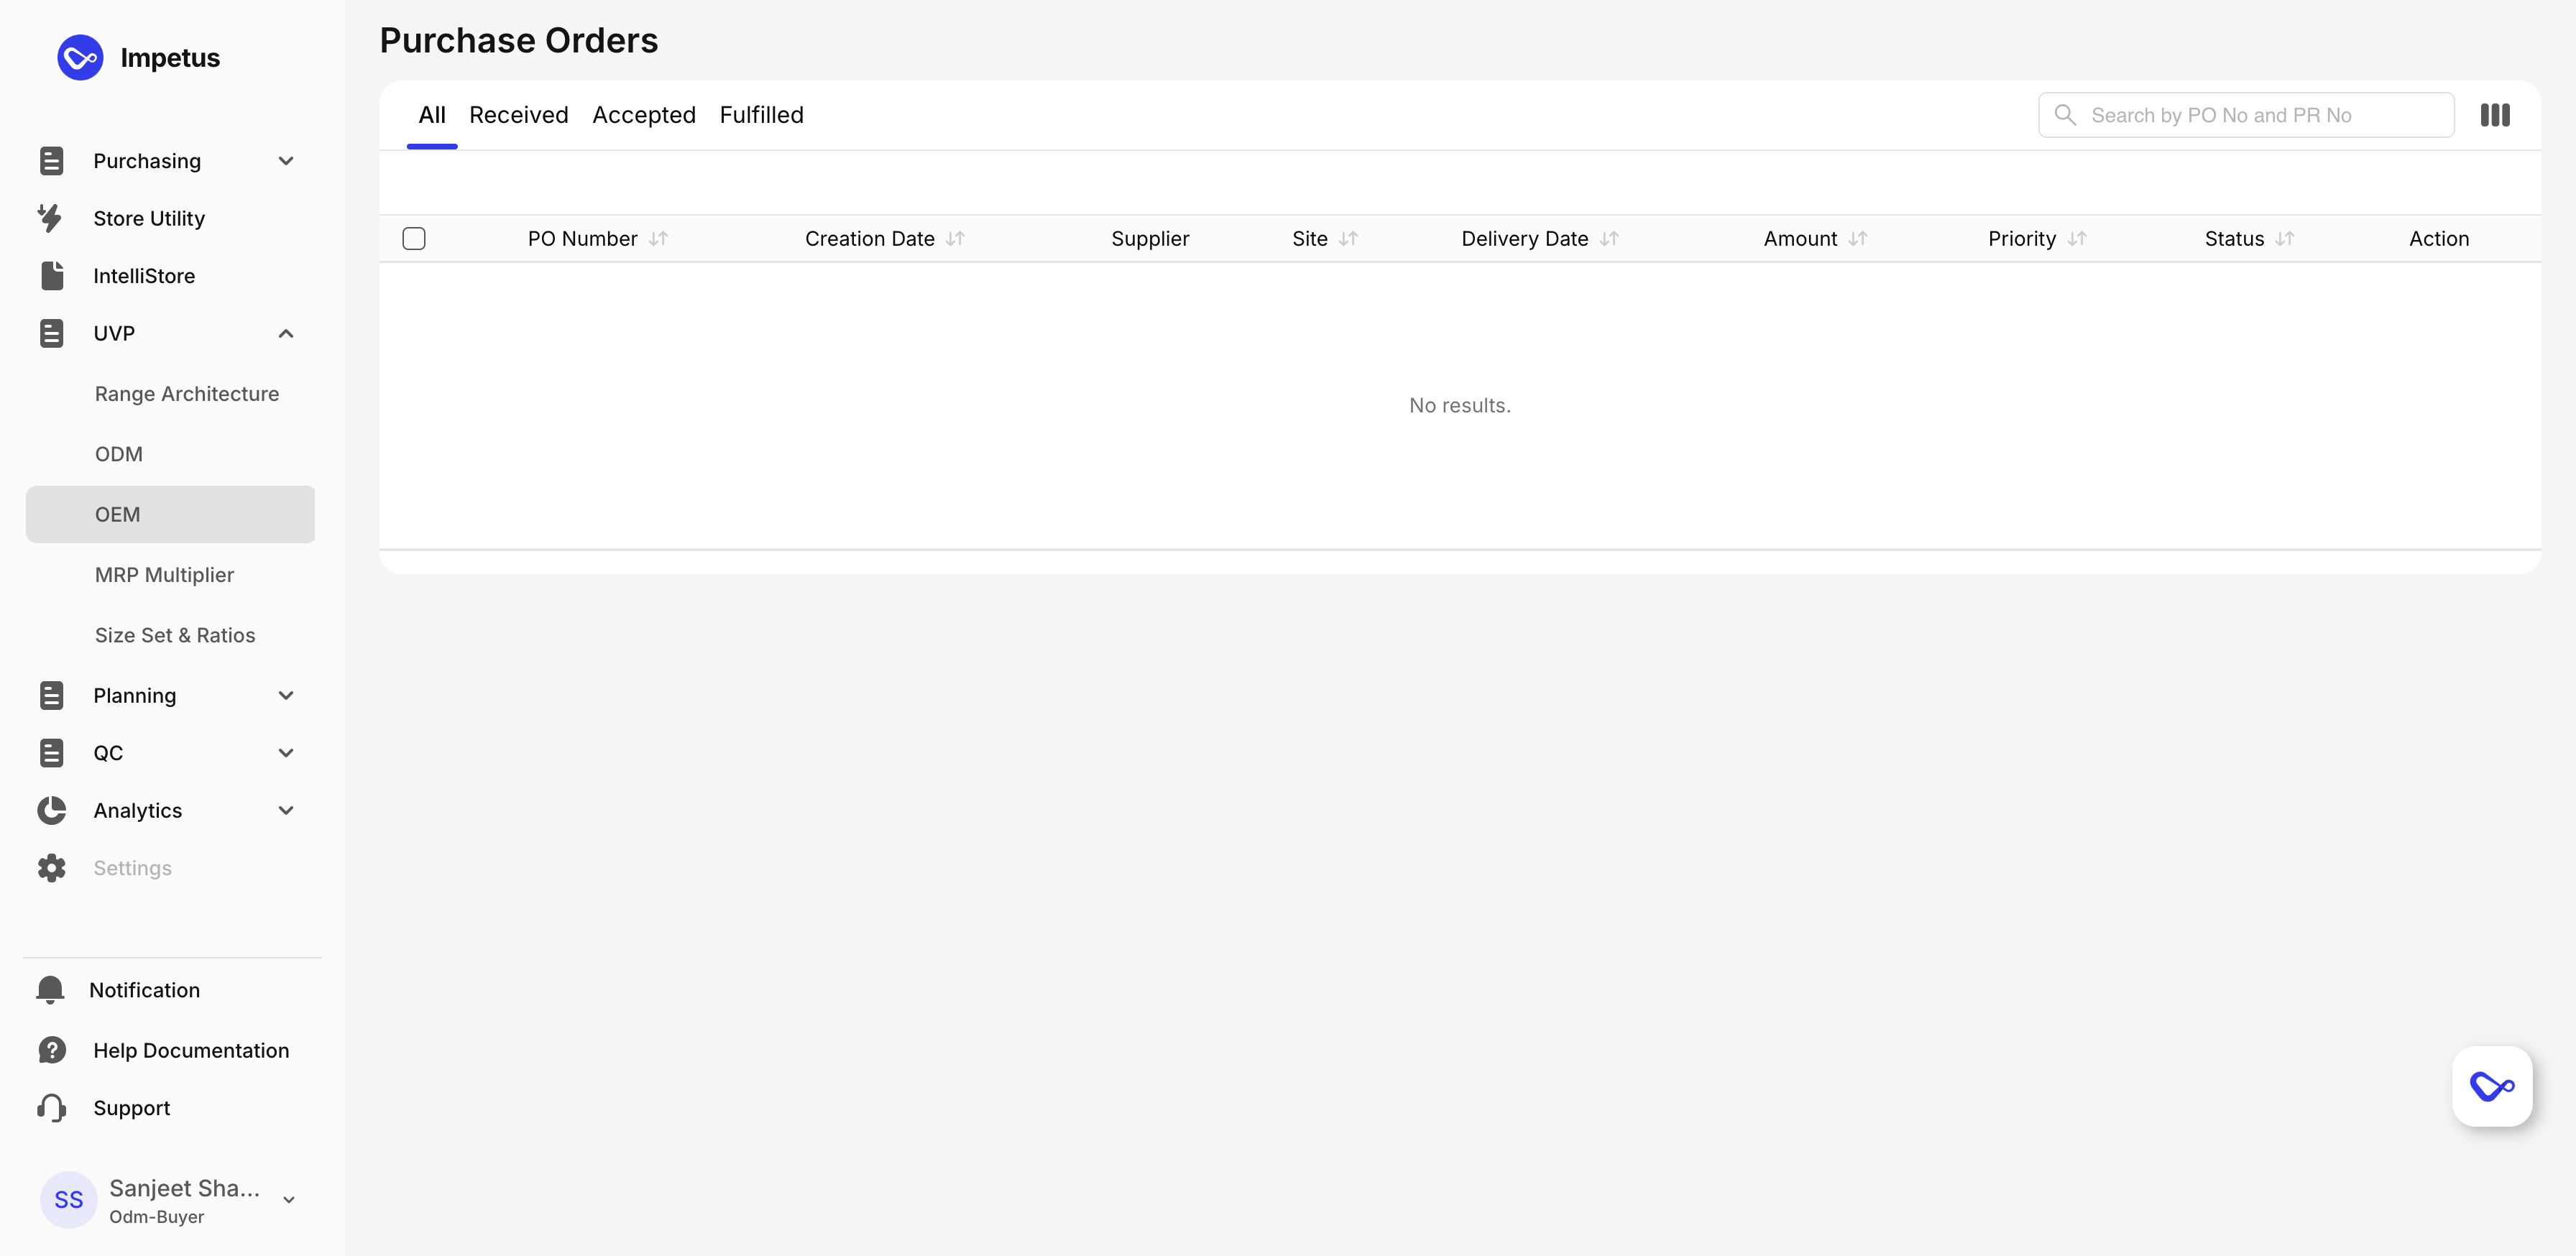 Impetus
Purchasing
Store Utility
IntelliStore
UVP
Range Architecture
ODM
OEM
MRP Multiplier
Size Set & Ratios
Planning
QC
Analytics
Settings
Notification
Help Documentation
Support
SS
Sanjeet Sha...
Odm-Buyer
Purchase Orders
All Received Accepted Fulfilled
Search by PO No and PR No
PO Number Creation Date Supplier Site Delivery Date Amount Priority Status Action
No results.